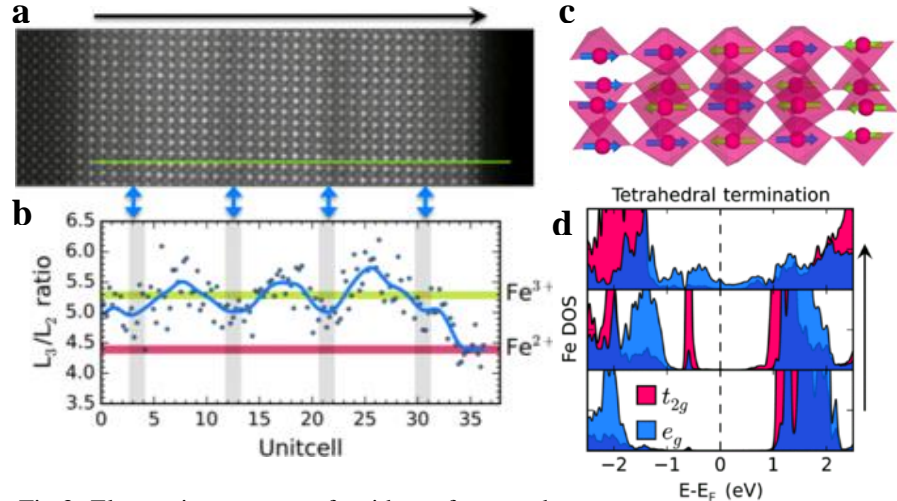 a
c
b
6.5
6.0
5.5
5.0
4.5
4.0
3.5
L₃/L₂ ratio
Fe³⁺
Fe²⁺
0 5 10 15 20 25 30 35
Unitcell
Tetrahedral termination
d
Fe DOS
t₂g
e_g
−2 −1 0 1 2
E-E_F (eV)